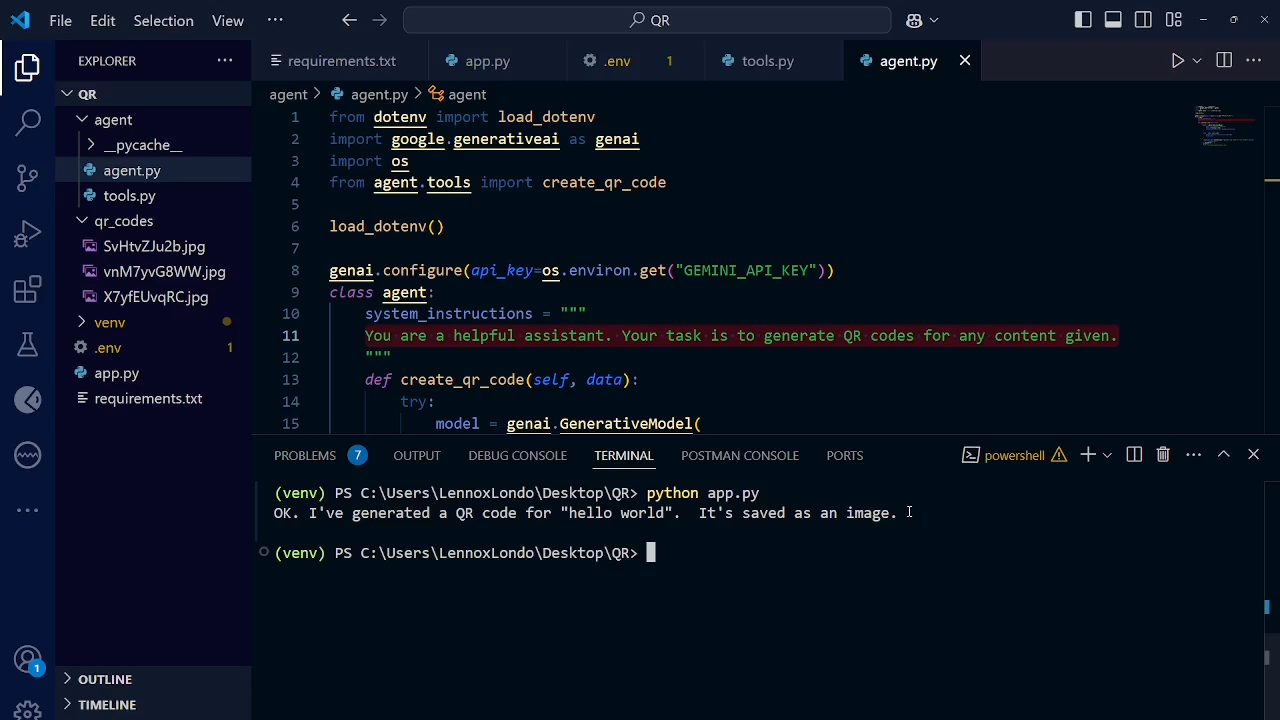 File Edit Selection View ··· QR
EXPLORER ···
QR
agent
__pycache__
agent.py
tools.py
qr_codes
SvHtvZJu2b.jpg
vnM7yvG8WW.jpg
X7yfEUvqRC.jpg
venv
.env 1
app.py
requirements.txt
1
OUTLINE
TIMELINE
requirements.txt app.py .env 1 tools.py agent.py
agent > agent.py > agent
1 from dotenv import load_dotenv
2 import google.generativeai as genai
3 import os
4 from agent.tools import create_qr_code
5
6 load_dotenv()
7
8 genai.configure(api_key=os.environ.get("GEMINI_API_KEY"))
9 class agent:
10 system_instructions = """
11 You are a helpful assistant. Your task is to generate QR codes for any content given.
12 """
13 def create_qr_code(self, data):
14 try:
15 model = genai.GenerativeModel(
PROBLEMS 7 OUTPUT DEBUG CONSOLE TERMINAL POSTMAN CONSOLE PORTS powershell
(venv) PS C:\Users\LennoxLondo\Desktop\QR> python app.py
OK. I've generated a QR code for "hello world".  It's saved as an image.
(venv) PS C:\Users\LennoxLondo\Desktop\QR>